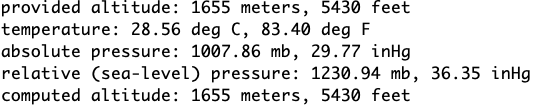 provided altitude: 1655 meters, 5430 feet
temperature: 28.56 deg C, 83.40 deg F
absolute pressure: 1007.86 mb, 29.77 inHg
relative (sea-level) pressure: 1230.94 mb, 36.35 inHg
computed altitude: 1655 meters, 5430 feet